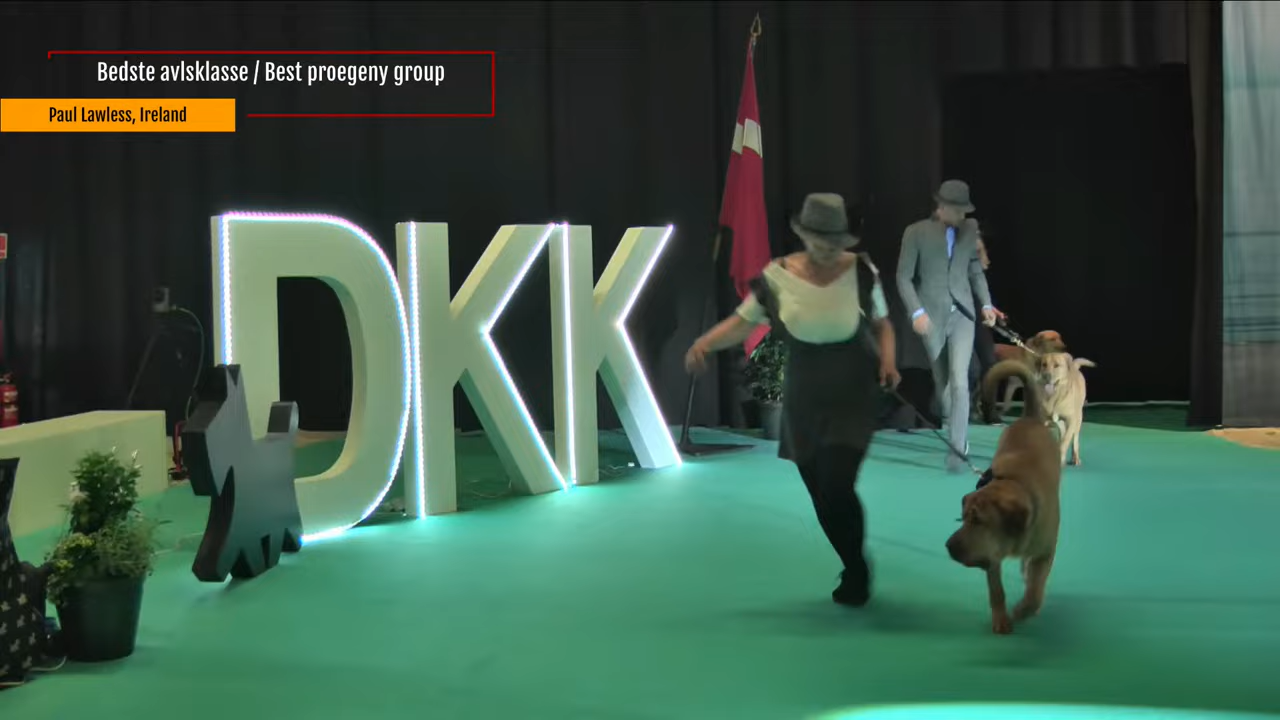 Bedste avlsklasse / Best proegeny group
Paul Lawless, Ireland
DKK